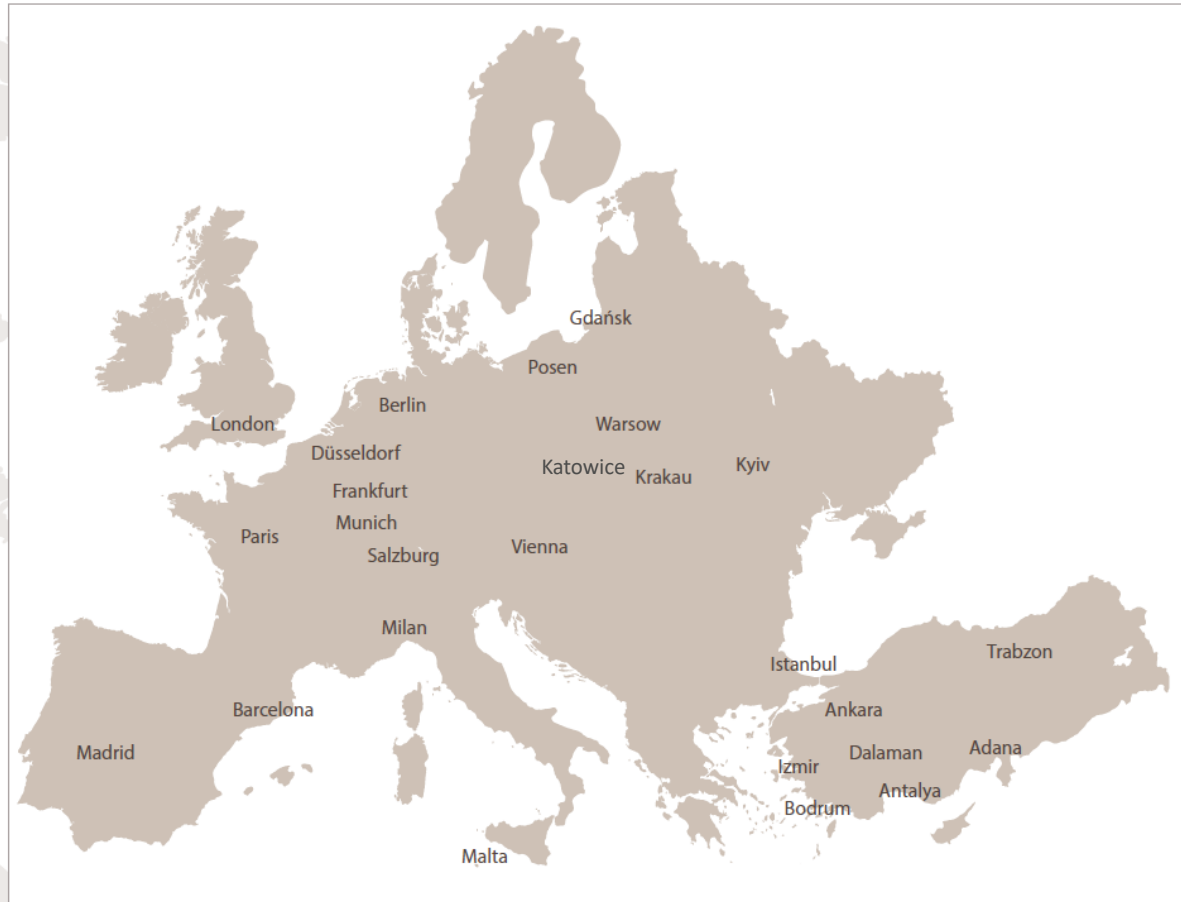 Gdańsk
Posen
Berlin
London
Warsow
Düsseldorf
Katowice
Krakau
Kyiv
Frankfurt
Munich
Paris
Salzburg
Vienna
Milan
Istanbul
Trabzon
Barcelona
Ankara
Madrid
Dalaman
Adana
Izmir
Antalya
Bodrum
Malta